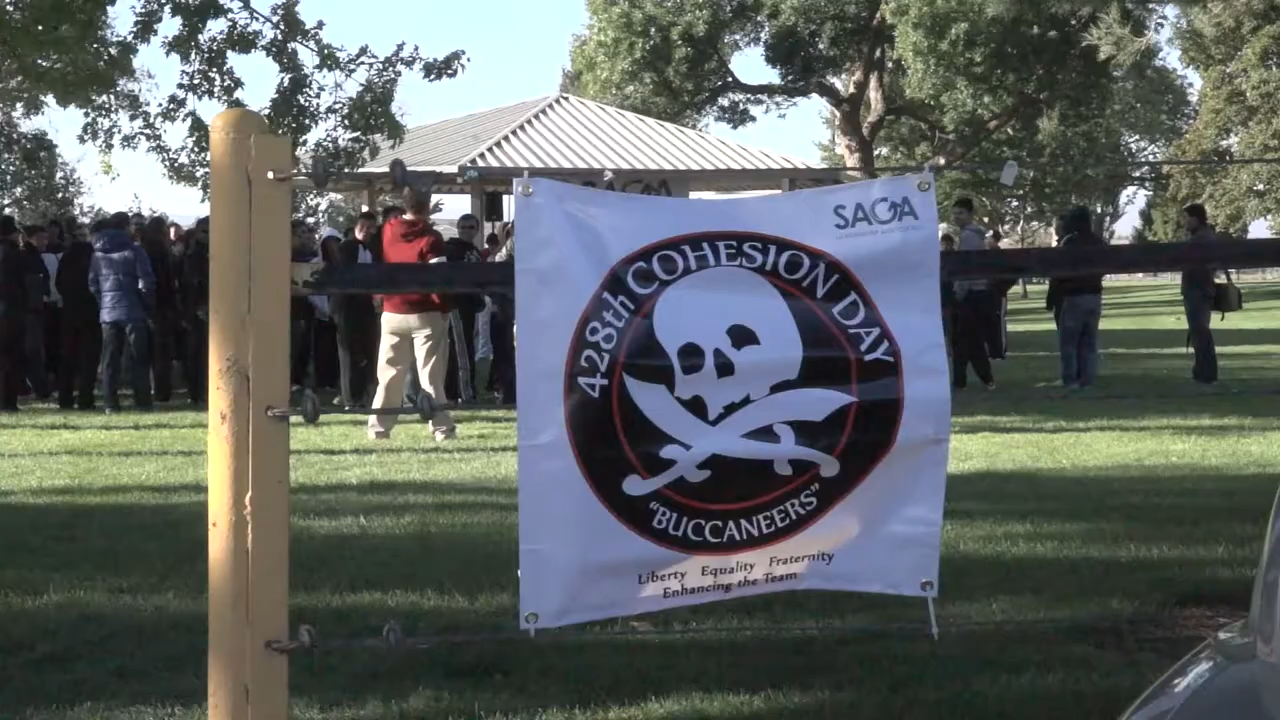 SAGA
428th COHESION DAY
"BUCCANEERS"
Liberty Equality Fraternity
Enhancing the Team